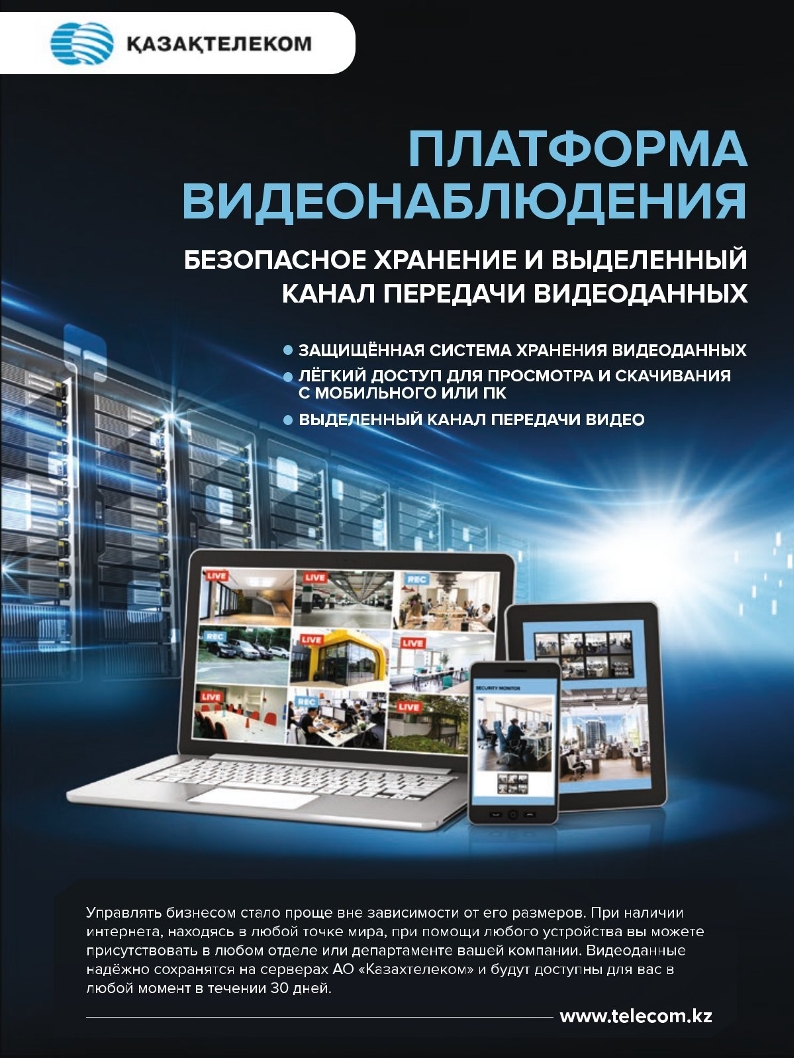 ҚАЗАҚТЕЛЕКОМ
ПЛАТФОРМА
ВИДЕОНАБЛЮДЕНИЯ
БЕЗОПАСНОЕ ХРАНЕНИЕ И ВЫДЕЛЕННЫЙ
КАНАЛ ПЕРЕДАЧИ ВИДЕОДАННЫХ
● ЗАЩИЩЁННАЯ СИСТЕМА ХРАНЕНИЯ ВИДЕОДАННЫХ
● ЛЁГКИЙ ДОСТУП ДЛЯ ПРОСМОТРА И СКАЧИВАНИЯ
С МОБИЛЬНОГО ИЛИ ПК
● ВЫДЕЛЕННЫЙ КАНАЛ ПЕРЕДАЧИ ВИДЕО
LIVE LIVE REC
REC LIVE LIVE
LIVE REC LIVE
SECURITY MONITOR
Управлять бизнесом стало проще вне зависимости от его размеров. При наличии
интернета, находясь в любой точке мира, при помощи любого устройства вы можете
присутствовать в любом отделе или департаменте вашей компании. Видеоданные
надёжно сохранятся на серверах АО «Казахтелеком» и будут доступны для вас в
любой момент в течении 30 дней.
www.telecom.kz